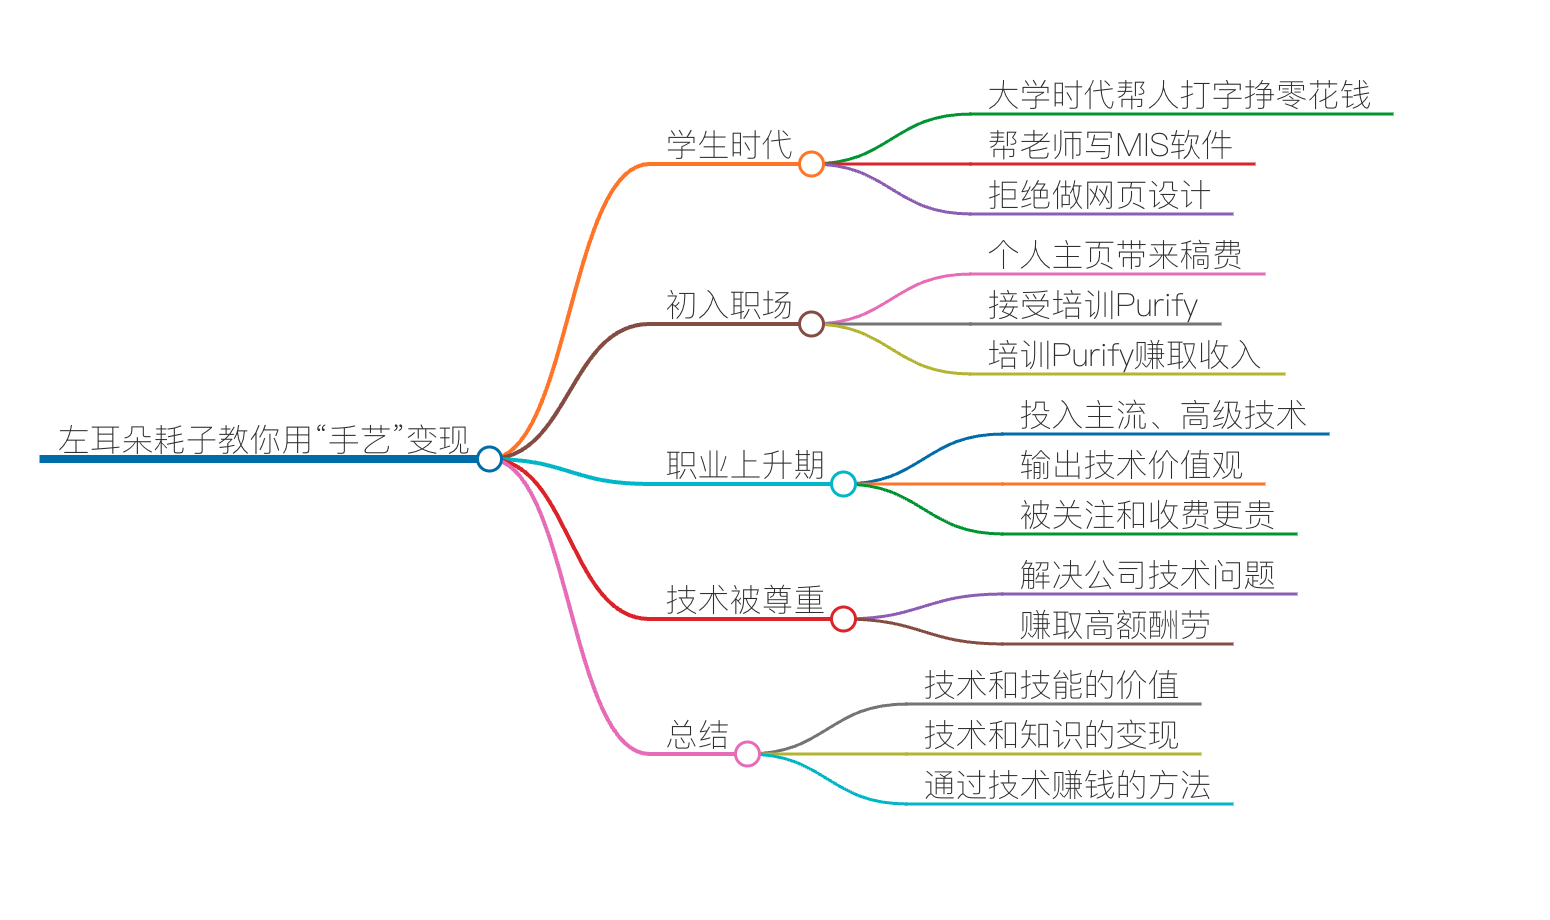 左耳朵耗子教你用“手艺”变现
学生时代
大学时代帮人打字挣零花钱
帮老师写MIS软件
拒绝做网页设计
初入职场
个人主页带来稿费
接受培训Purify
培训Purify赚取收入
职业上升期
投入主流、高级技术
输出技术价值观
被关注和收费更贵
技术被尊重
解决公司技术问题
赚取高额酬劳
总结
技术和技能的价值
技术和知识的变现
通过技术赚钱的方法